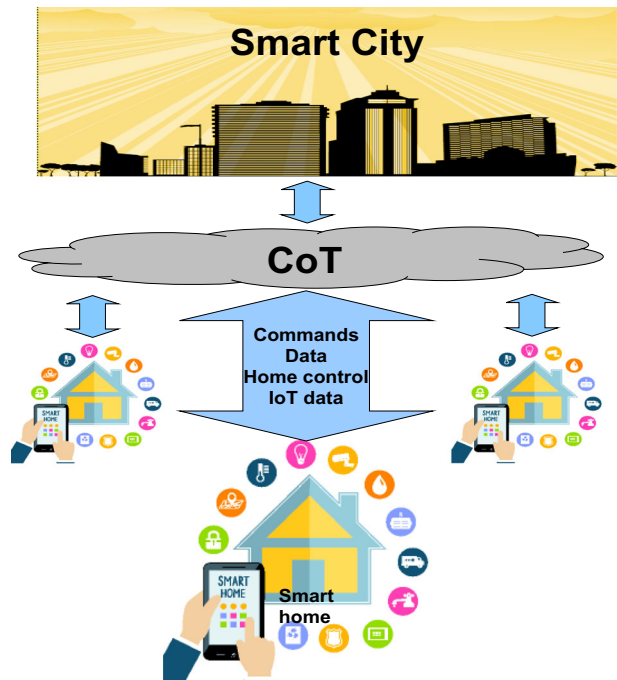 Smart City
CoT
Commands
Data
Home control
IoT data
SMART
HOME
SMART
HOME
SMART
HOME
Smart
home